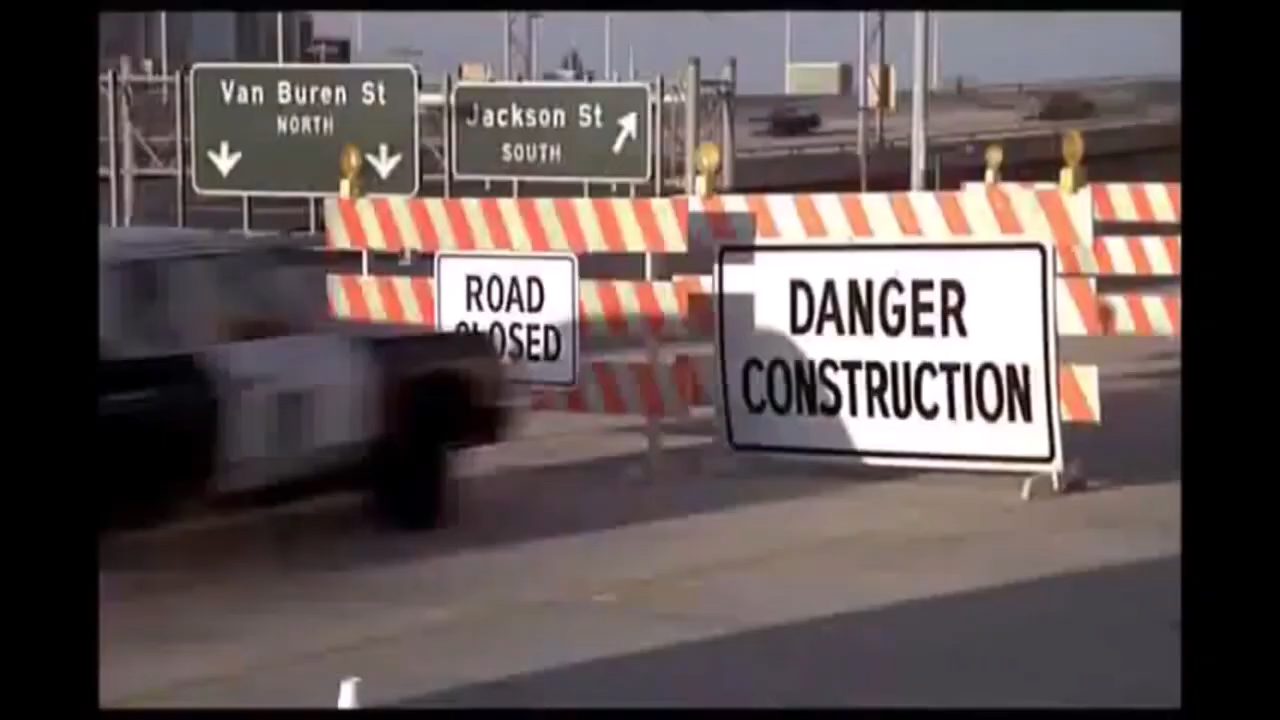 Van Buren St
NORTH
Jackson St
SOUTH
ROAD
CLOSED
DANGER
CONSTRUCTION